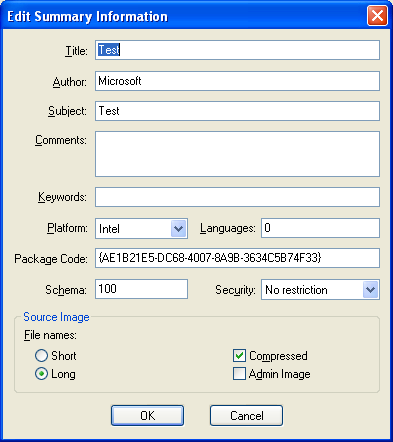 Edit Summary Information
Title: Test
Author: Microsoft
Subject: Test
Comments:
Keywords:
Platform: Intel Languages: 0
Package Code: {AE1B21E5-DC68-4007-8A9B-3634C5B74F33}
Schema: 100 Security: No restriction
Source Image
File names:
Short Compressed
Long Admin Image
OK Cancel